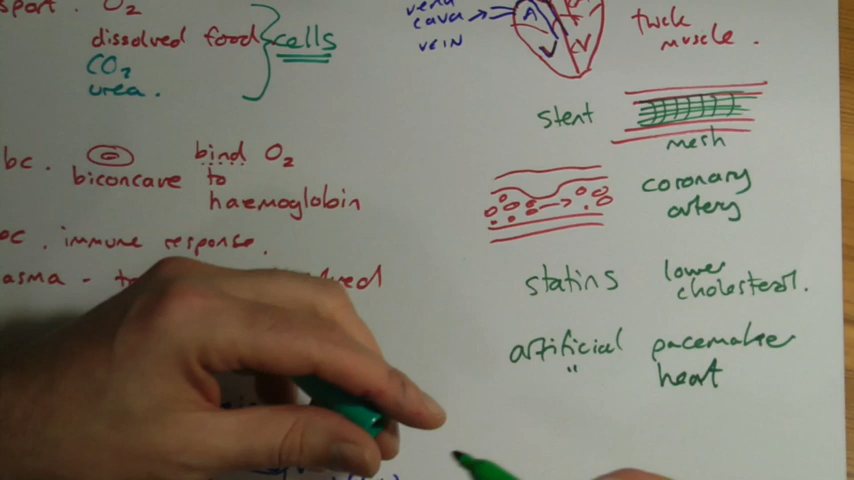 sport. O2
dissolved food
cells
CO2
urea.
bc.
bind O2
biconcave to
haemoglobin
immune response.
asma -
vena
cava
vein
A
V
V
thick
muscle.
stent
mesh
coronary
artery
statins lower
cholesterol.
artificial pacemaker
" heart